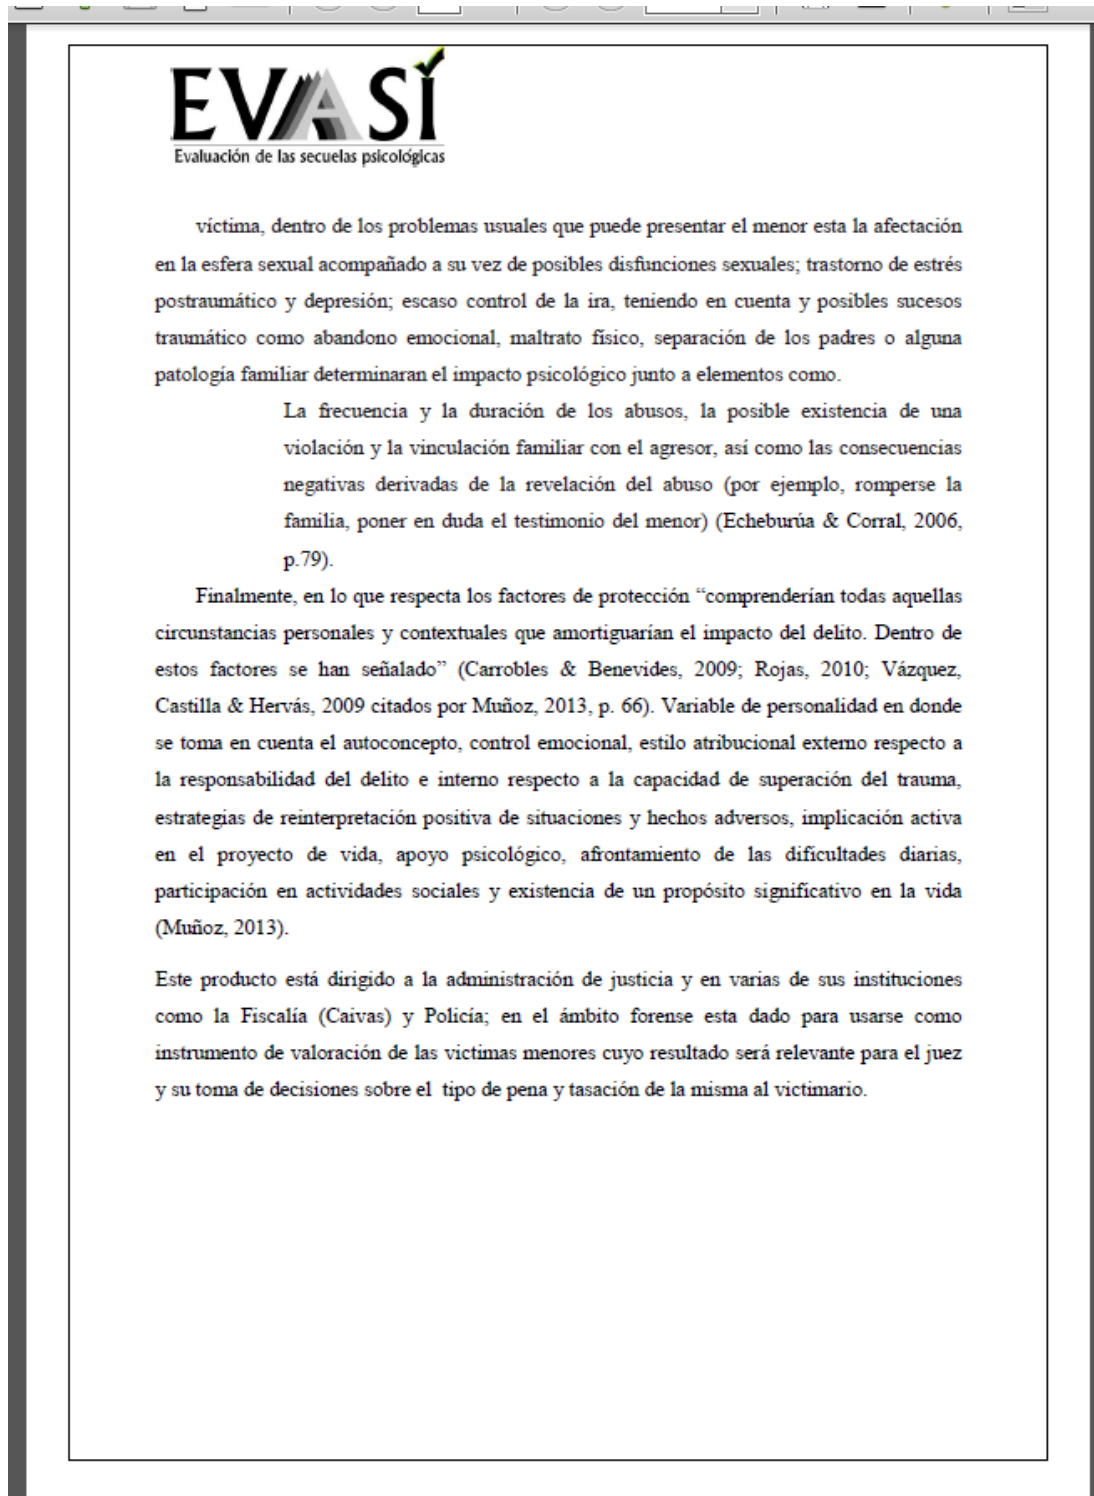 EVASÍ
Evaluación de las secuelas psicológicas
víctima, dentro de los problemas usuales que puede presentar el menor esta la afectación
en la esfera sexual acompañado a su vez de posibles disfunciones sexuales; trastorno de estrés
postraumático y depresión; escaso control de la ira, teniendo en cuenta y posibles sucesos
traumático como abandono emocional, maltrato físico, separación de los padres o alguna
patología familiar determinaran el impacto psicológico junto a elementos como.
La frecuencia y la duración de los abusos, la posible existencia de una
violación y la vinculación familiar con el agresor, así como las consecuencias
negativas derivadas de la revelación del abuso (por ejemplo, romperse la
familia, poner en duda el testimonio del menor) (Echeburúa & Corral, 2006,
p.79).
Finalmente, en lo que respecta los factores de protección “comprenderían todas aquellas
circunstancias personales y contextuales que amortiguarían el impacto del delito. Dentro de
estos factores se han señalado” (Carrobles & Benevides, 2009; Rojas, 2010; Vázquez,
Castilla & Hervás, 2009 citados por Muñoz, 2013, p. 66). Variable de personalidad en donde
se toma en cuenta el autoconcepto, control emocional, estilo atribucional externo respecto a
la responsabilidad del delito e interno respecto a la capacidad de superación del trauma,
estrategias de reinterpretación positiva de situaciones y hechos adversos, implicación activa
en el proyecto de vida, apoyo psicológico, afrontamiento de las dificultades diarias,
participación en actividades sociales y existencia de un propósito significativo en la vida
(Muñoz, 2013).
Este producto está dirigido a la administración de justicia y en varias de sus instituciones
como la Fiscalía (Caivas) y Policía; en el ámbito forense esta dado para usarse como
instrumento de valoración de las victimas menores cuyo resultado será relevante para el juez
y su toma de decisiones sobre el  tipo de pena y tasación de la misma al victimario.